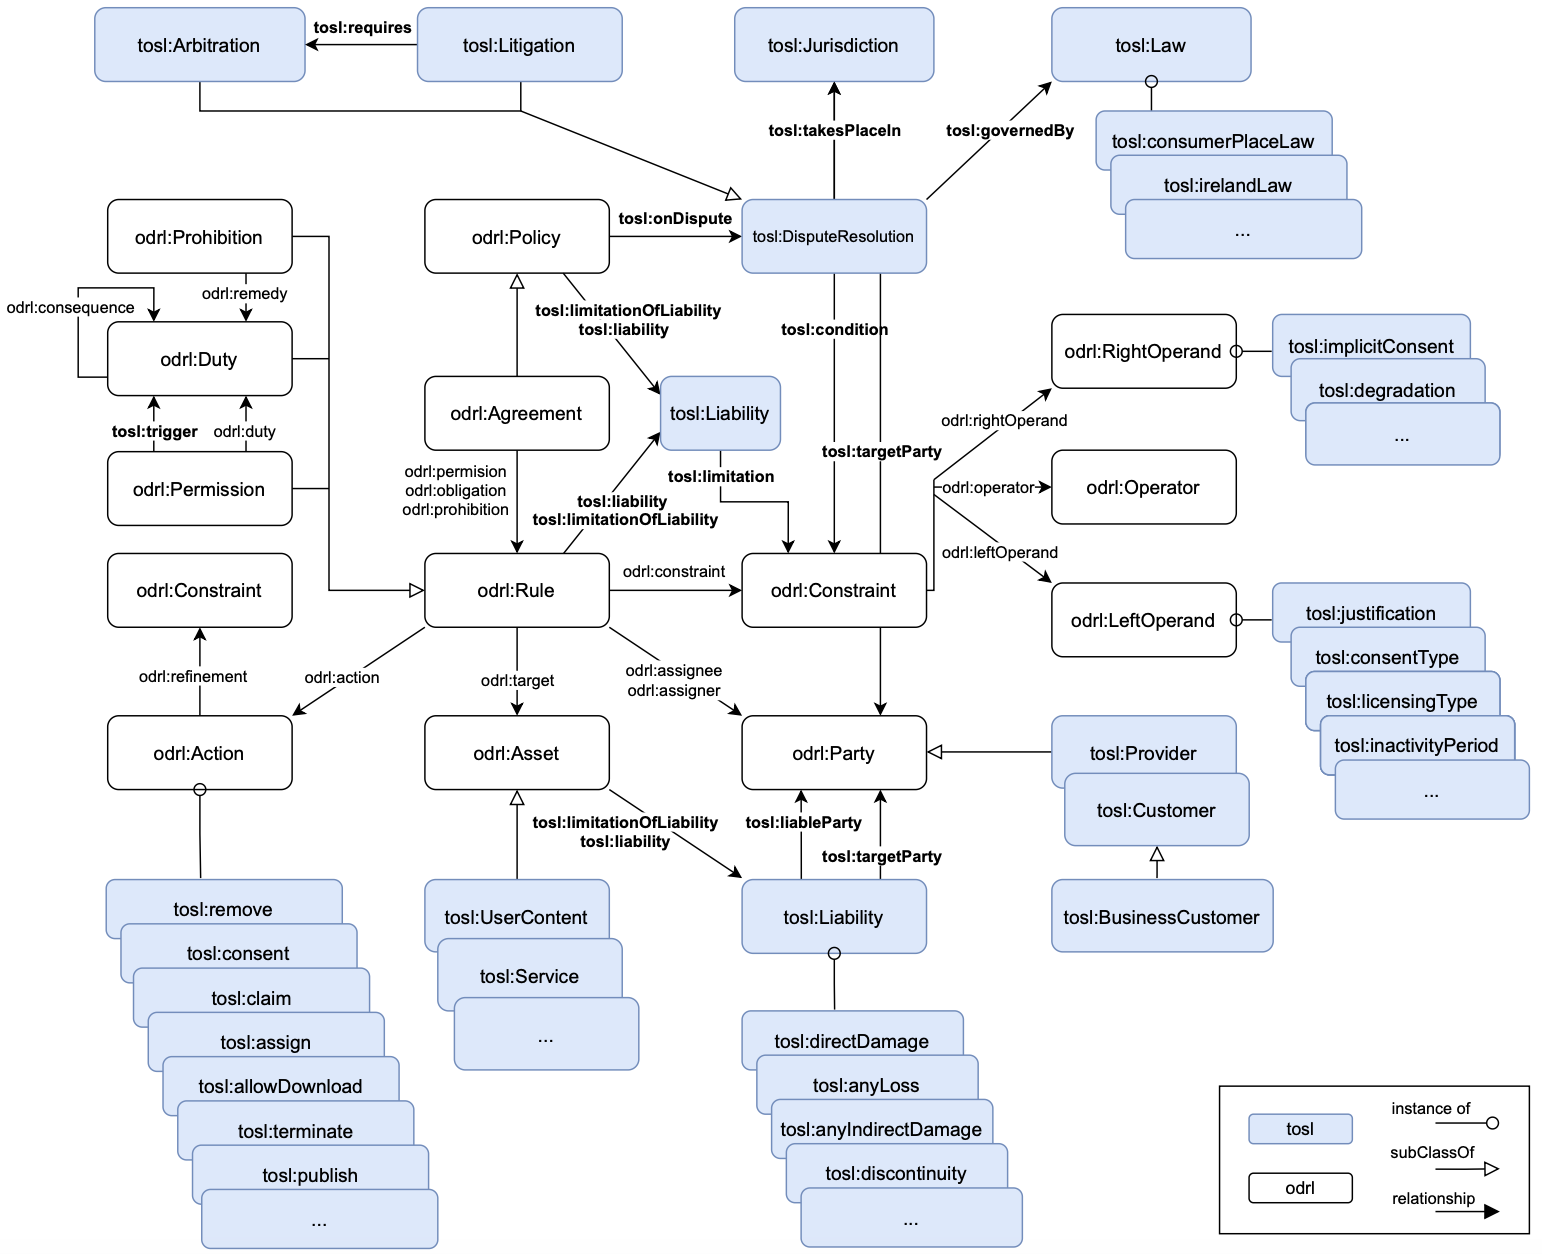 tosl:Arbitration
tosl:requires
tosl:Litigation
tosl:Jurisdiction
tosl:Law
tosl:takesPlaceIn
tosl:governedBy
tosl:consumerPlaceLaw
tosl:irelandLaw
...
odrl:Prohibition
odrl:Policy
tosl:onDispute
tosl:DisputeResolution
odrl:consequence
odrl:remedy
tosl:limitationOfLiability
tosl:liability
tosl:condition
odrl:Duty
odrl:RightOperand
tosl:implicitConsent
tosl:degradation
...
odrl:Agreement
tosl:Liability
odrl:rightOperand
tosl:trigger
odrl:duty
tosl:targetParty
odrl:permision
odrl:obligation
odrl:prohibition
tosl:limitation
odrl:Permission
odrl:operator
odrl:Operator
tosl:liability
tosl:limitationOfLiability
odrl:leftOperand
odrl:Constraint
odrl:Rule
odrl:constraint
odrl:Constraint
odrl:LeftOperand
tosl:justification
tosl:consentType
tosl:licensingType
tosl:inactivityPeriod
...
odrl:refinement
odrl:action
odrl:target
odrl:assignee
odrl:assigner
odrl:Action
odrl:Asset
odrl:Party
tosl:Provider
tosl:Customer
tosl:limitationOfLiability
tosl:liability
tosl:liableParty
tosl:targetParty
tosl:remove
tosl:consent
tosl:claim
tosl:assign
tosl:allowDownload
tosl:terminate
tosl:publish
...
tosl:UserContent
tosl:Service
...
tosl:Liability
tosl:BusinessCustomer
tosl:directDamage
tosl:anyLoss
tosl:anyIndirectDamage
tosl:discontinuity
...
tosl
instance of
subClassOf
odrl
relationship